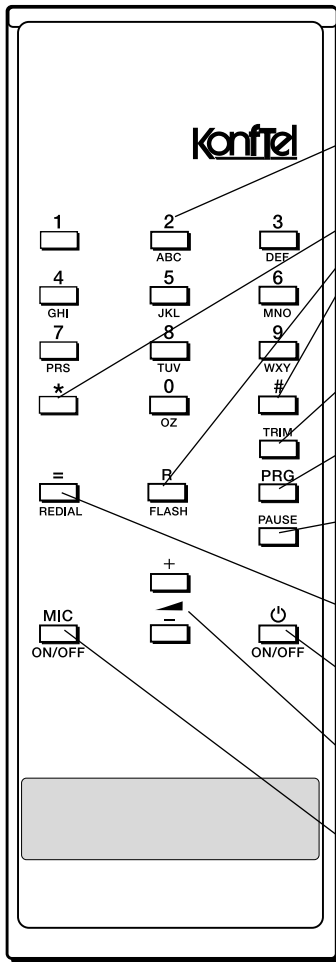 KonfTel
1 2 3
ABC DEF
4 5 6
GHI JKL MNO
7 8 9
PRS TUV WXY
* 0 #
OZ
TRIM
= R PRG
REDIAL FLASH
PAUSE
+
MIC −
ON/OFF ON/OFF